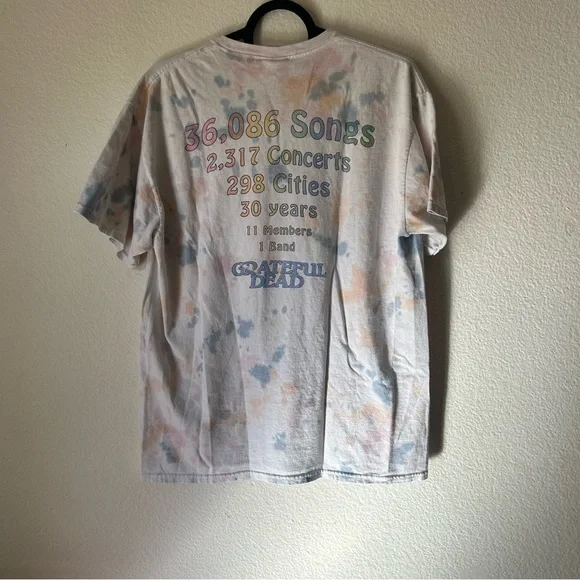 36,086 Songs
2,317 Concerts
298 Cities
30 years
11 Members
1 Band
GRATEFUL
DEAD